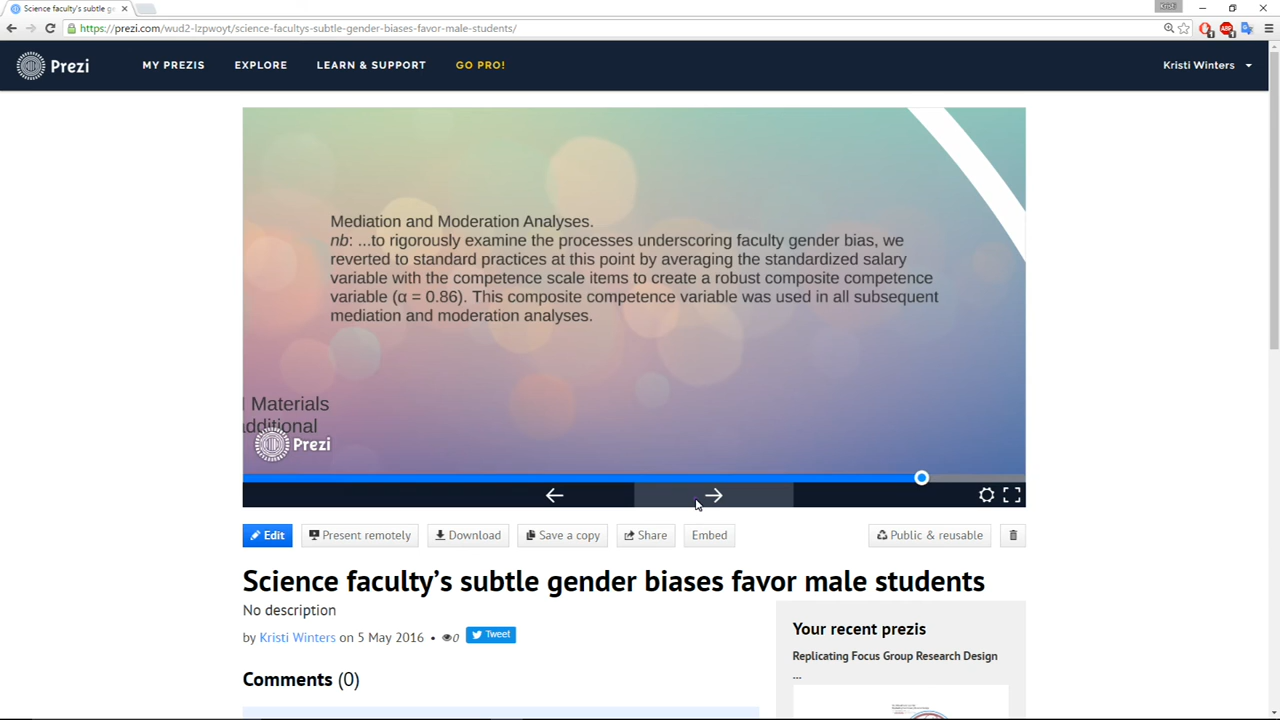 Science faculty's subtle ge
Kristi
https://prezi.com/wud2-lzpwoyt/science-facultys-subtle-gender-biases-favor-male-students/
Prezi
MY PREZIS
EXPLORE
LEARN & SUPPORT
GO PRO!
Kristi Winters
Mediation and Moderation Analyses.
nb: ...to rigorously examine the processes underscoring faculty gender bias, we
reverted to standard practices at this point by averaging the standardized salary
variable with the competence scale items to create a robust composite competence
variable (α = 0.86). This composite competence variable was used in all subsequent
mediation and moderation analyses.
l Materials
additional
Prezi
Edit
Present remotely
Download
Save a copy
Share
Embed
Public & reusable
Science faculty's subtle gender biases favor male students
No description
by Kristi Winters on 5 May 2016 • 0
Tweet
Your recent prezis
Replicating Focus Group Research Design
...
Comments (0)